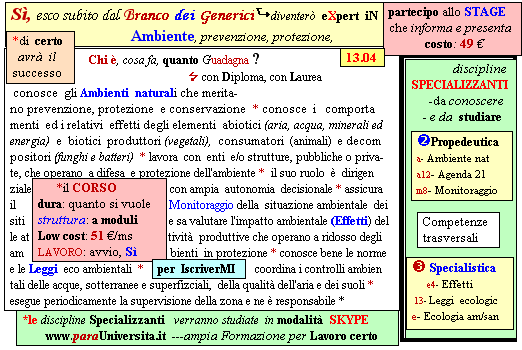 Sì, esco subito dal Branco dei Generici diventerò eXpert iN
Ambiente, prevenzione, protezione,
partecipo allo STAGE
che informa e presenta
costo: 49 €
*di certo
avrà il
successo
13.04
Chi è, cosa fa, quanto Guadagna ?
con Diploma, con Laurea
conosce gli Ambienti naturali che merita-
no prevenzione, protezione e conservazione * conosce i comporta
menti ed i relativi effetti degli elementi abiotici (aria, acqua, minerali ed
energia) e biotici produttori (vegetali), consumatori (animali) e decom
positori (funghi e batteri) * lavora con enti e/o strutture, pubbliche o priva-
te, che operano a difesa e protezione dell'ambiente * il suo ruolo è dirigen
ziale con ampia autonomia decisionale * assicura
il Monitoraggio della situazione ambientale dei
siti e sa valutare l'impatto ambientale (Effetti) del
le at tività produttive che operano a ridosso degli
am bienti in protezione * conosce bene le norme
e le Leggi eco ambientali * per IscriverMI coordina i controlli ambien
tali delle acque, sotterranee e superfizciali, della qualità dell'aria e dei suoli *
esegue periodicamente la supervisione della zona e ne è responsabile *
*il CORSO
dura: quanto si vuole
struttura: a moduli
Low cost: 51 €/ms
LAVORO: avvio, Sì
discipline
SPECIALIZZANTI
-da conoscere
- e da studiare
2Propedeutica
a- Ambiente nat
a12- Agenda 21
m8- Monitoraggio
Competenze
trasversali
3 Specialistica
e4- Effetti
13- Leggi ecologic
e- Ecologia am/san
*le discipline Specializzanti verranno studiate in modalità SKYPE
www.paraUniversita.it ---ampia Formazione per Lavoro certo